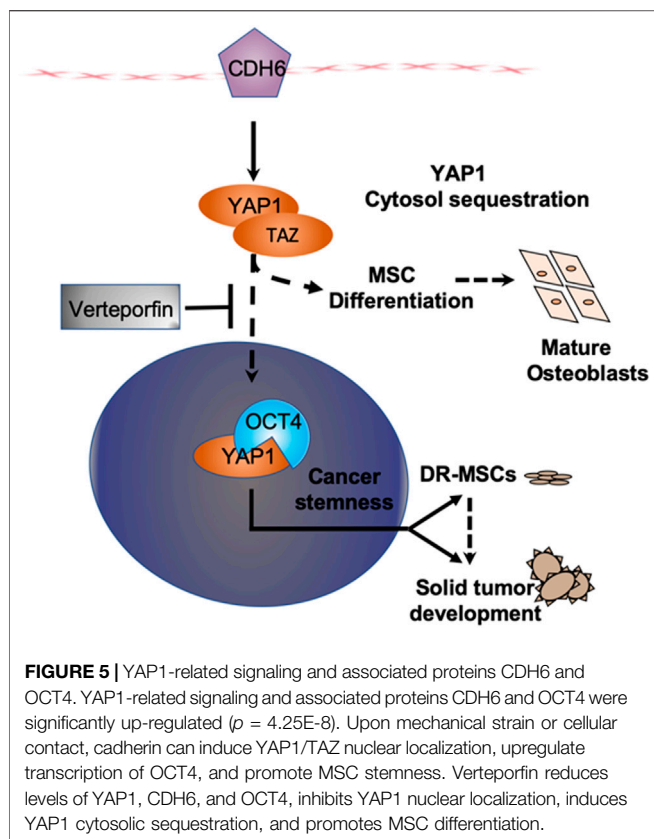 CDH6
YAP1
TAZ
YAP1
Cytosol sequestration
MSC
Differentiation
Verteporfin
Mature
Osteoblasts
OCT4
YAP1
Cancer
stemness
DR-MSCs
Solid tumor
development
FIGURE 5 | YAP1-related signaling and associated proteins CDH6 and
OCT4. YAP1-related signaling and associated proteins CDH6 and OCT4 were
significantly up-regulated (p = 4.25E-8). Upon mechanical strain or cellular
contact, cadherin can induce YAP1/TAZ nuclear localization, upregulate
transcription of OCT4, and promote MSC stemness. Verteporfin reduces
levels of YAP1, CDH6, and OCT4, inhibits YAP1 nuclear localization, induces
YAP1 cytosolic sequestration, and promotes MSC differentiation.